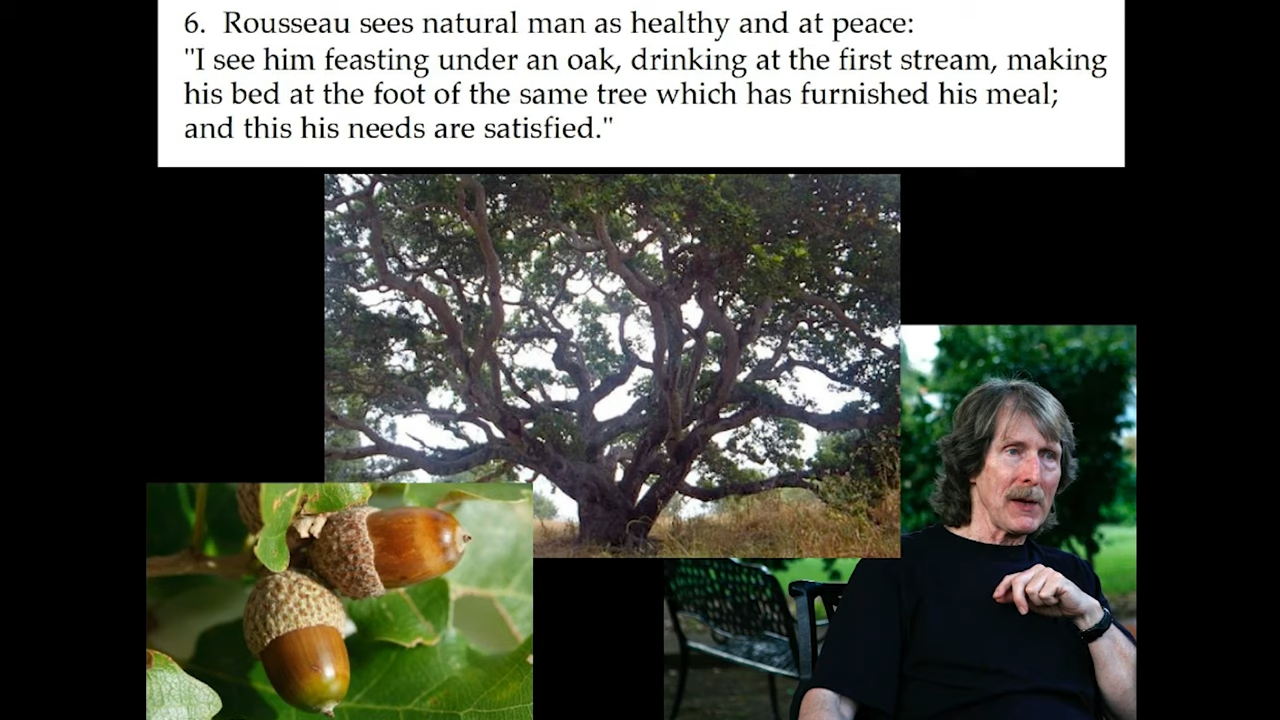 6. Rousseau sees natural man as healthy and at peace:
"I see him feasting under an oak, drinking at the first stream, making
his bed at the foot of the same tree which has furnished his meal;
and this his needs are satisfied."